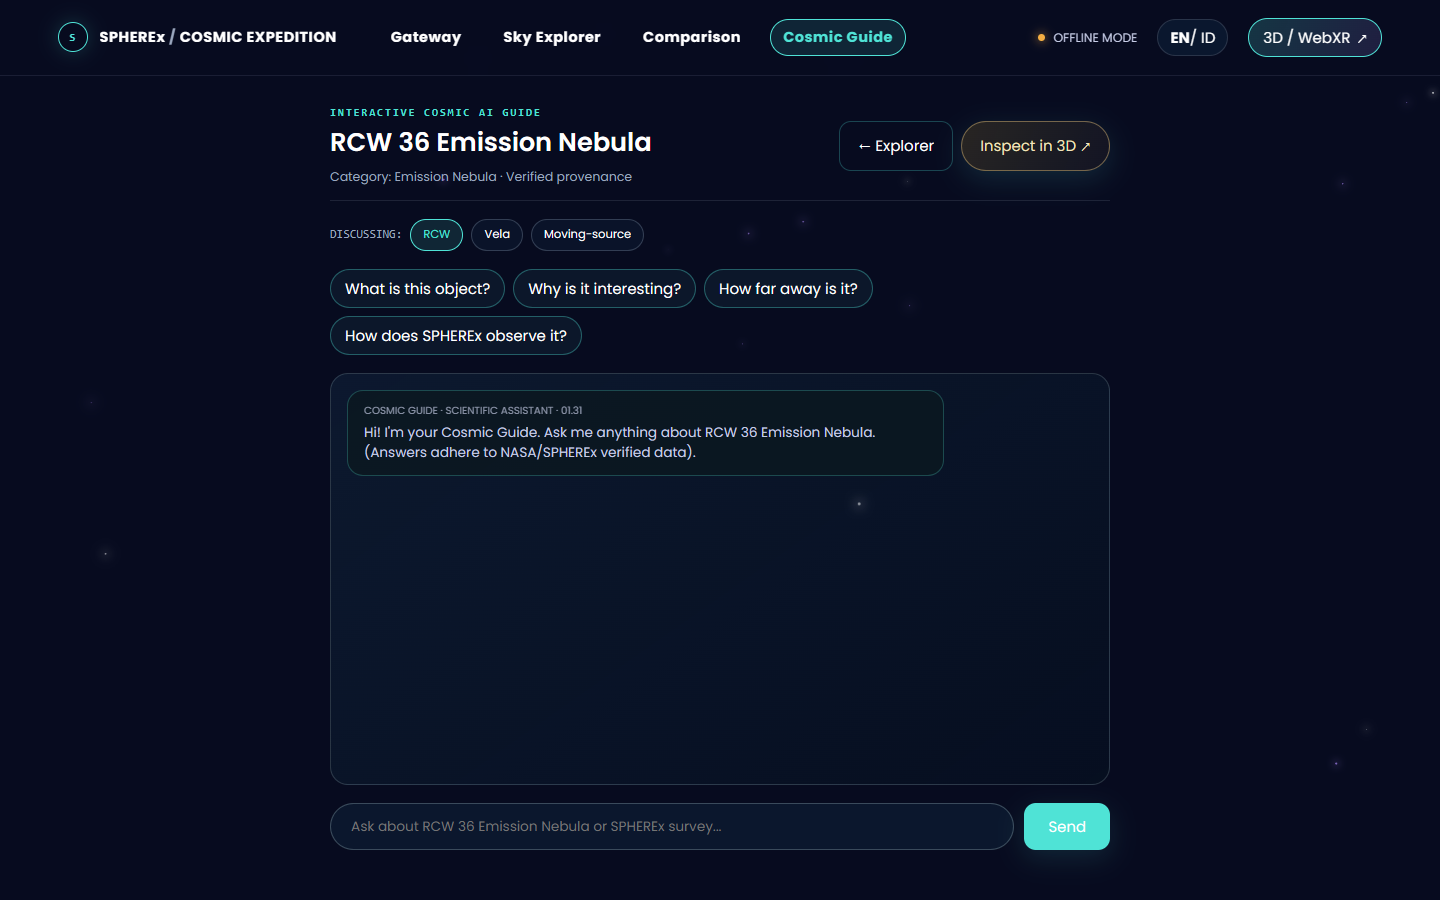 S
SPHEREx / COSMIC EXPEDITION
Gateway
Sky Explorer
Comparison
Cosmic Guide
OFFLINE MODE
EN/ ID
3D / WebXR ↗
INTERACTIVE COSMIC AI GUIDE
RCW 36 Emission Nebula
Category: Emission Nebula · Verified provenance
← Explorer
Inspect in 3D ↗
DISCUSSING:
RCW
Vela
Moving-source
What is this object?
Why is it interesting?
How far away is it?
How does SPHEREx observe it?
COSMIC GUIDE · SCIENTIFIC ASSISTANT · 01.31
Hi! I'm your Cosmic Guide. Ask me anything about RCW 36 Emission Nebula.
(Answers adhere to NASA/SPHEREx verified data).
Ask about RCW 36 Emission Nebula or SPHEREx survey...
Send